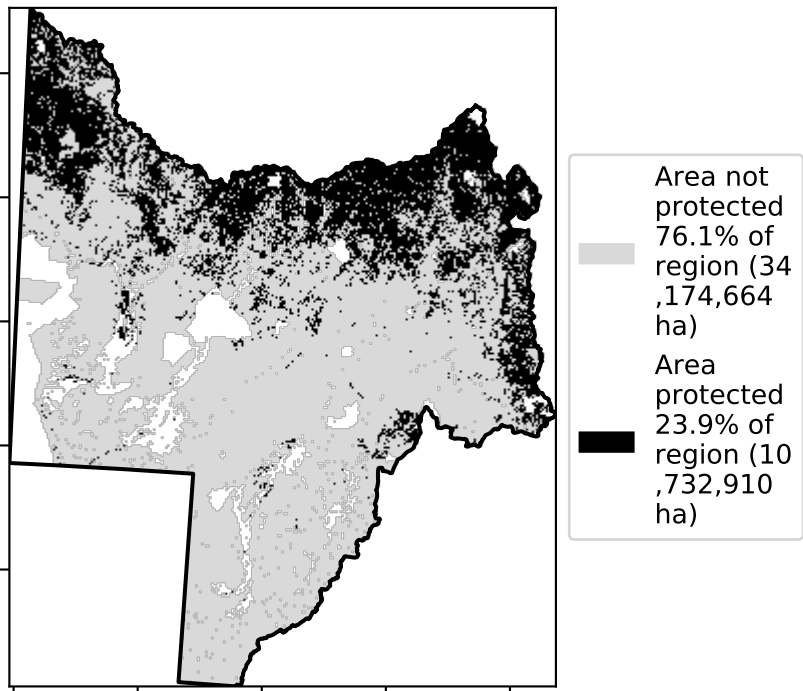 Area not
protected
76.1% of
region (34
,174,664
ha)
Area
protected
23.9% of
region (10
,732,910
ha)